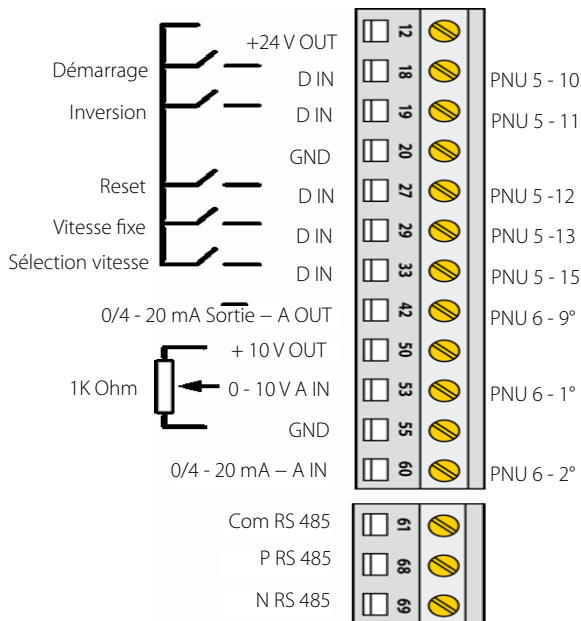 +24 V OUT 12
Démarrage D IN 18 PNU 5 - 10
Inversion D IN 19 PNU 5 - 11
GND 20
Reset D IN 27 PNU 5 -12
Vitesse fixe D IN 29 PNU 5 -13
Sélection vitesse D IN 33 PNU 5 - 15
0/4 - 20 mA Sortie – A OUT 42 PNU 6 - 9°
+ 10 V OUT 50
1K Ohm 0 - 10 V A IN 53 PNU 6 - 1°
GND 55
0/4 - 20 mA – A IN 60 PNU 6 - 2°
Com RS 485 61
P RS 485 68
N RS 485 69